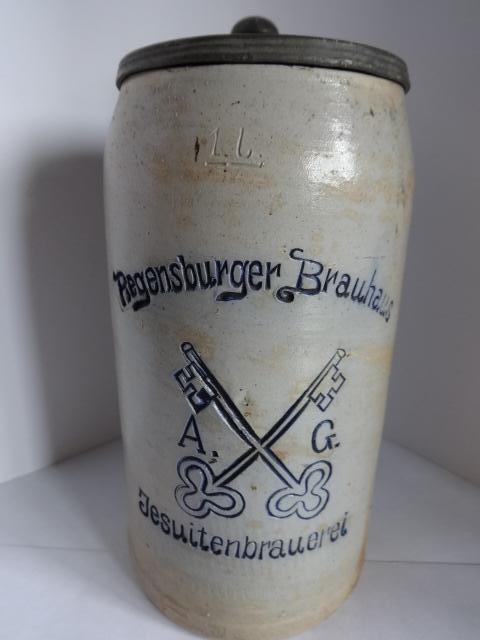 1 L.
Regensburger Brauhaus
A. G.
Jesuitenbrauerei